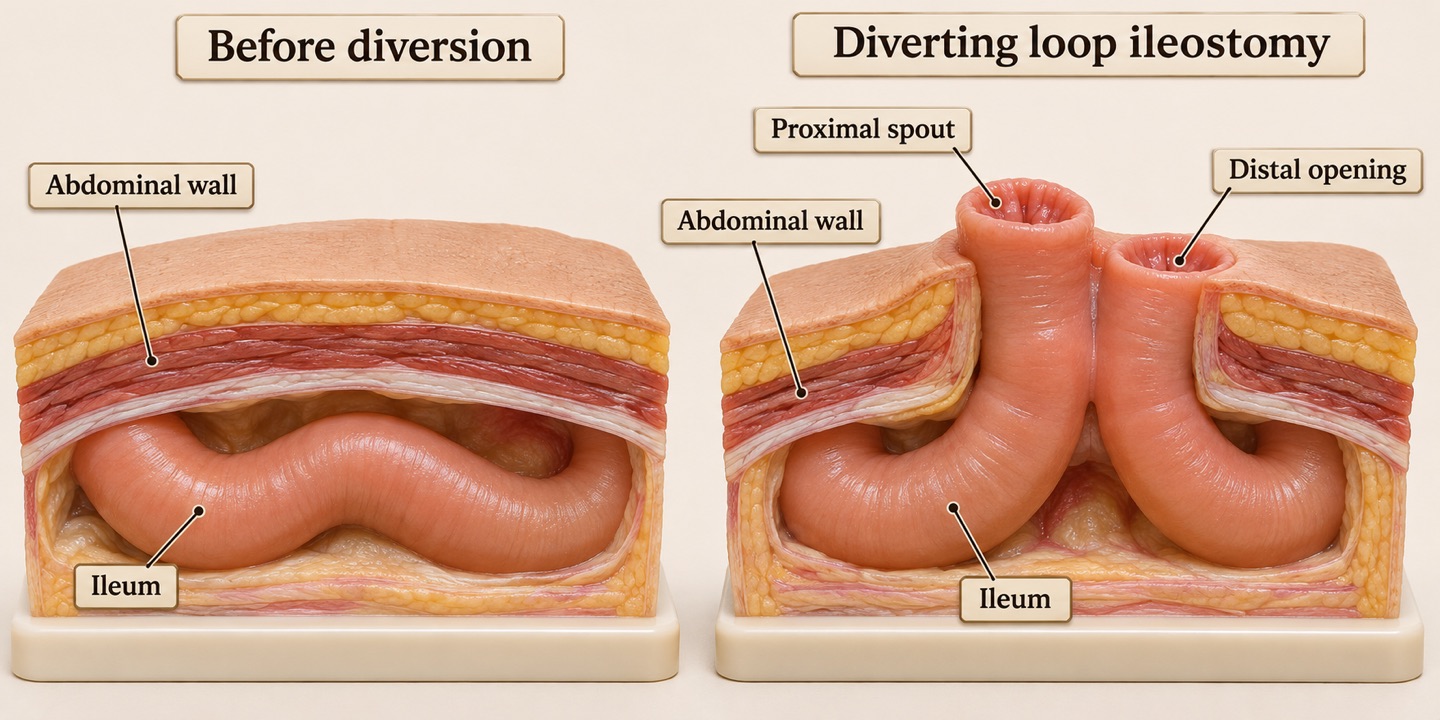 Before diversion
Diverting loop ileostomy
Proximal spout
Distal opening
Abdominal wall
Abdominal wall
Ileum
Ileum